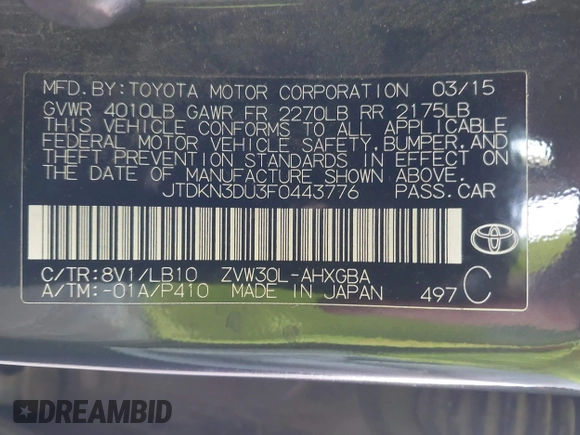 MFD.BY:TOYOTA MOTOR CORPORATION 03/15
GVWR 4010LB GAWR FR 2270LB RR 2175LB
THIS VEHICLE CONFORMS TO ALL APPLICABLE
FEDERAL MOTOR VEHICLE SAFETY,BUMPER,AND
THEFT PREVENTION STANDARDS IN EFFECT ON
THE DATE OF MANUFACTURE SHOWN ABOVE.
JTDKN3DU3F0443776 PASS.CAR
C/TR:8V1/LB10 ZVW30L-AHXGBA
A/TM:-01A/P410 MADE IN JAPAN 497 C
DREAMBID